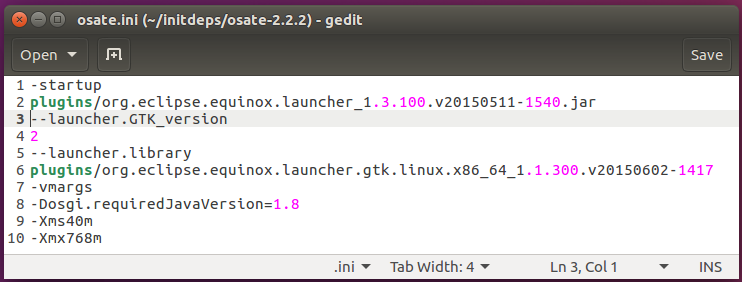 osate.ini (~/initdeps/osate-2.2.2) - gedit
Open
Save
1 -startup
2 plugins/org.eclipse.equinox.launcher_1.3.100.v20150511-1540.jar
3 --launcher.GTK_version
4 2
5 --launcher.library
6 plugins/org.eclipse.equinox.launcher.gtk.linux.x86_64_1.1.300.v20150602-1417
7 -vmargs
8 -Dosgi.requiredJavaVersion=1.8
9 -Xms40m
10 -Xmx768m
.ini Tab Width: 4 Ln 3, Col 1 INS